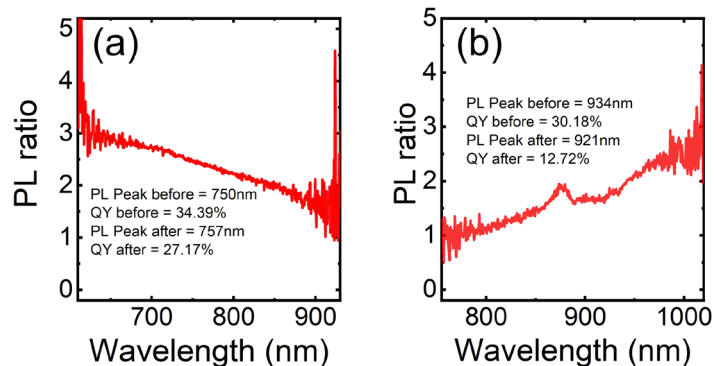 (a)
5
4
3
2
1
0
PL ratio
PL Peak before = 750nm
QY before = 34.39%
PL Peak after = 757nm
QY after = 27.17%
700
800
900
Wavelength (nm)
(b)
5
4
3
2
1
0
PL ratio
PL Peak before = 934nm
QY before = 30.18%
PL Peak after = 921nm
QY after = 12.72%
800
900
1000
Wavelength (nm)